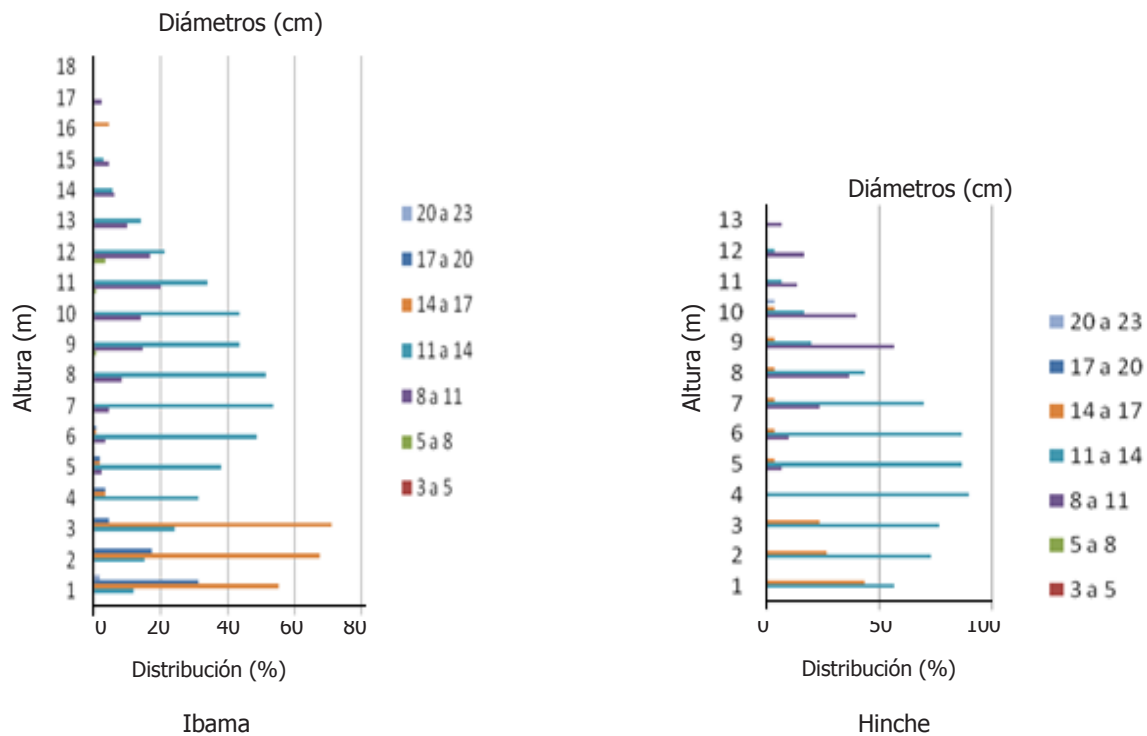 Diámetros (cm)
18
17
16
15
14
13
12
11
10
9
8
7
6
5
4
3
2
1
Altura (m)
0 20 40 60 80
Distribución (%)
Ibama
20 a 23
17 a 20
14 a 17
11 a 14
8 a 11
5 a 8
3 a 5
Diámetros (cm)
13
12
11
10
9
8
7
6
5
4
3
2
1
Altura (m)
0 50 100
Distribución (%)
Hinche
20 a 23
17 a 20
14 a 17
11 a 14
8 a 11
5 a 8
3 a 5